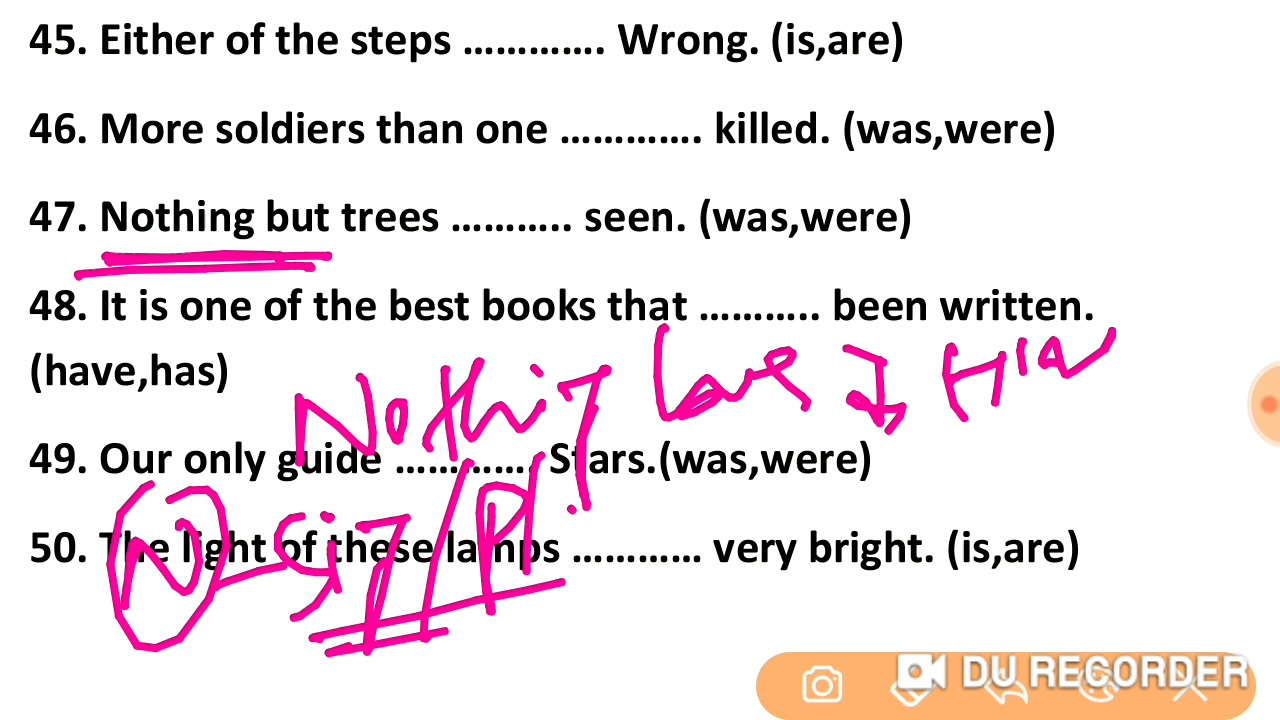 45. Either of the steps …………. Wrong. (is,are)
46. More soldiers than one …………. killed. (was,were)
47. Nothing but trees ……….. seen. (was,were)
48. It is one of the best books that ……….. been written.
(have,has)
Nothing
49. Our only guide …………. Stars.(was,were)
50. The light of these lamps ………… very bright. (is,are)
N - Sig / Pl
DU RECORDER